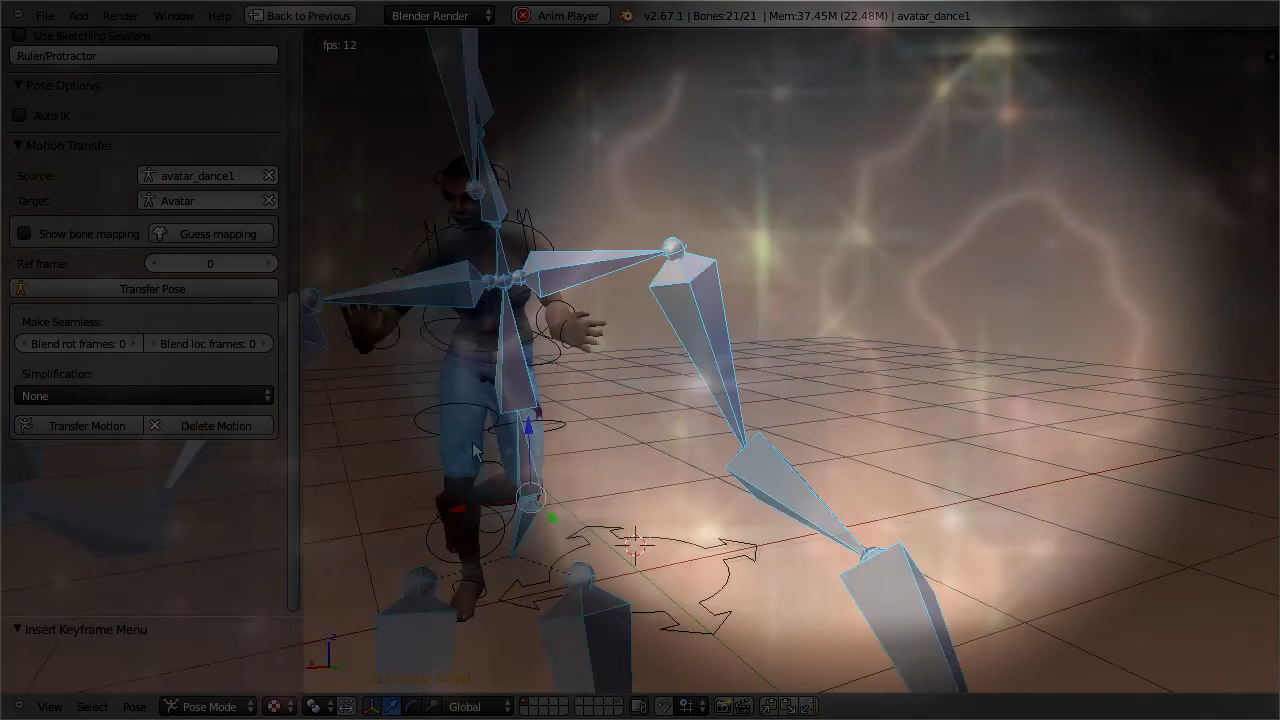 File Add Render Window Help Back to Previous Blender Render Anim Player v2.67.1 | Bones:21/21 | Mem:37.45M (22.48M) | avatar_dance1
Use Sketching Sessions
Ruler/Protractor
fps: 12
Pose Options
Auto IK
Motion Transfer
Source: avatar_dance1
Target: Avatar
Show bone mapping Guess mapping
Ref frame: 0
Transfer Pose
Make Seamless:
Blend rot frames: 0 Blend loc frames: 0
Simplification:
None
Transfer Motion Delete Motion
Insert Keyframe Menu
z
x
View Select Pose Pose Mode Global